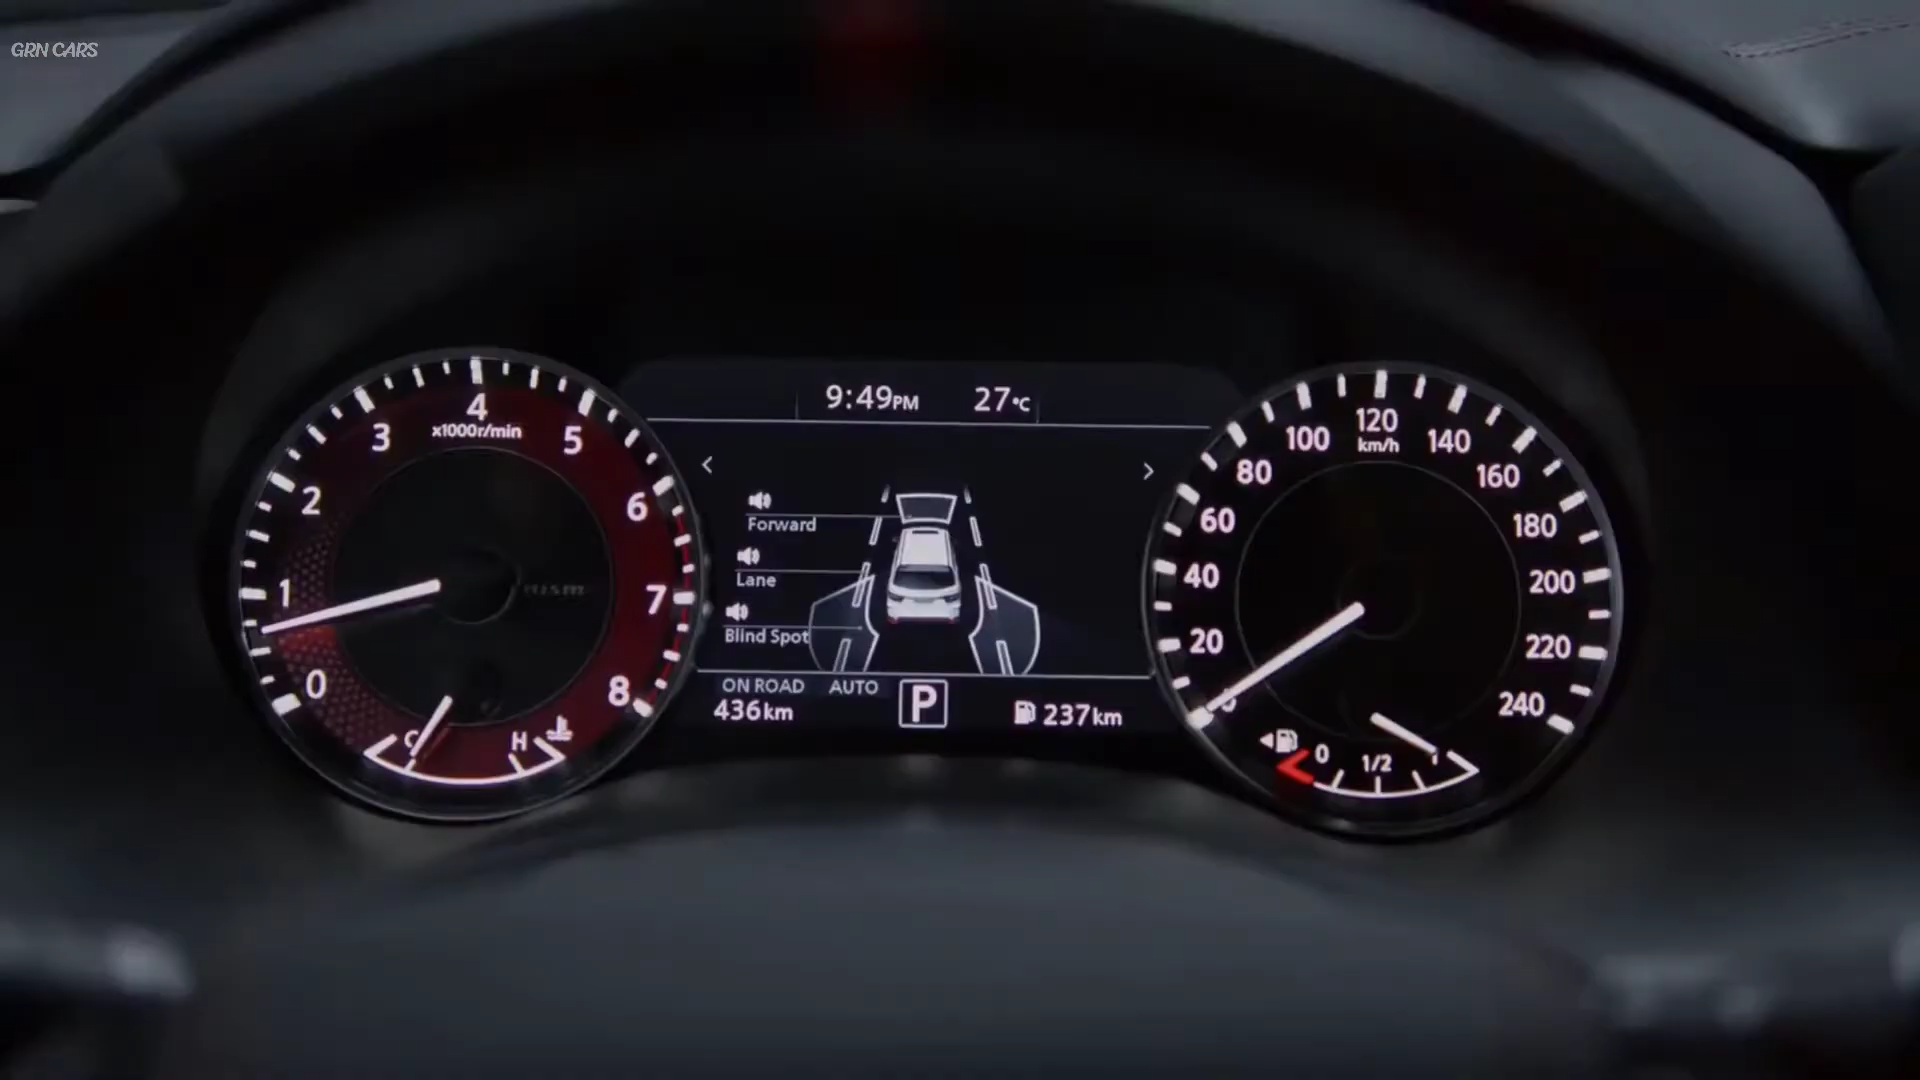 GRN CARS
0
1
2
3
4
5
6
7
8
x1000r/min
C
H
9:49PM 27°C
<
>
Forward
Lane
Blind Spot
ON ROAD AUTO
436km
P
237km
20
40
60
80
100
120
km/h
140
160
180
200
220
240
0
1/2